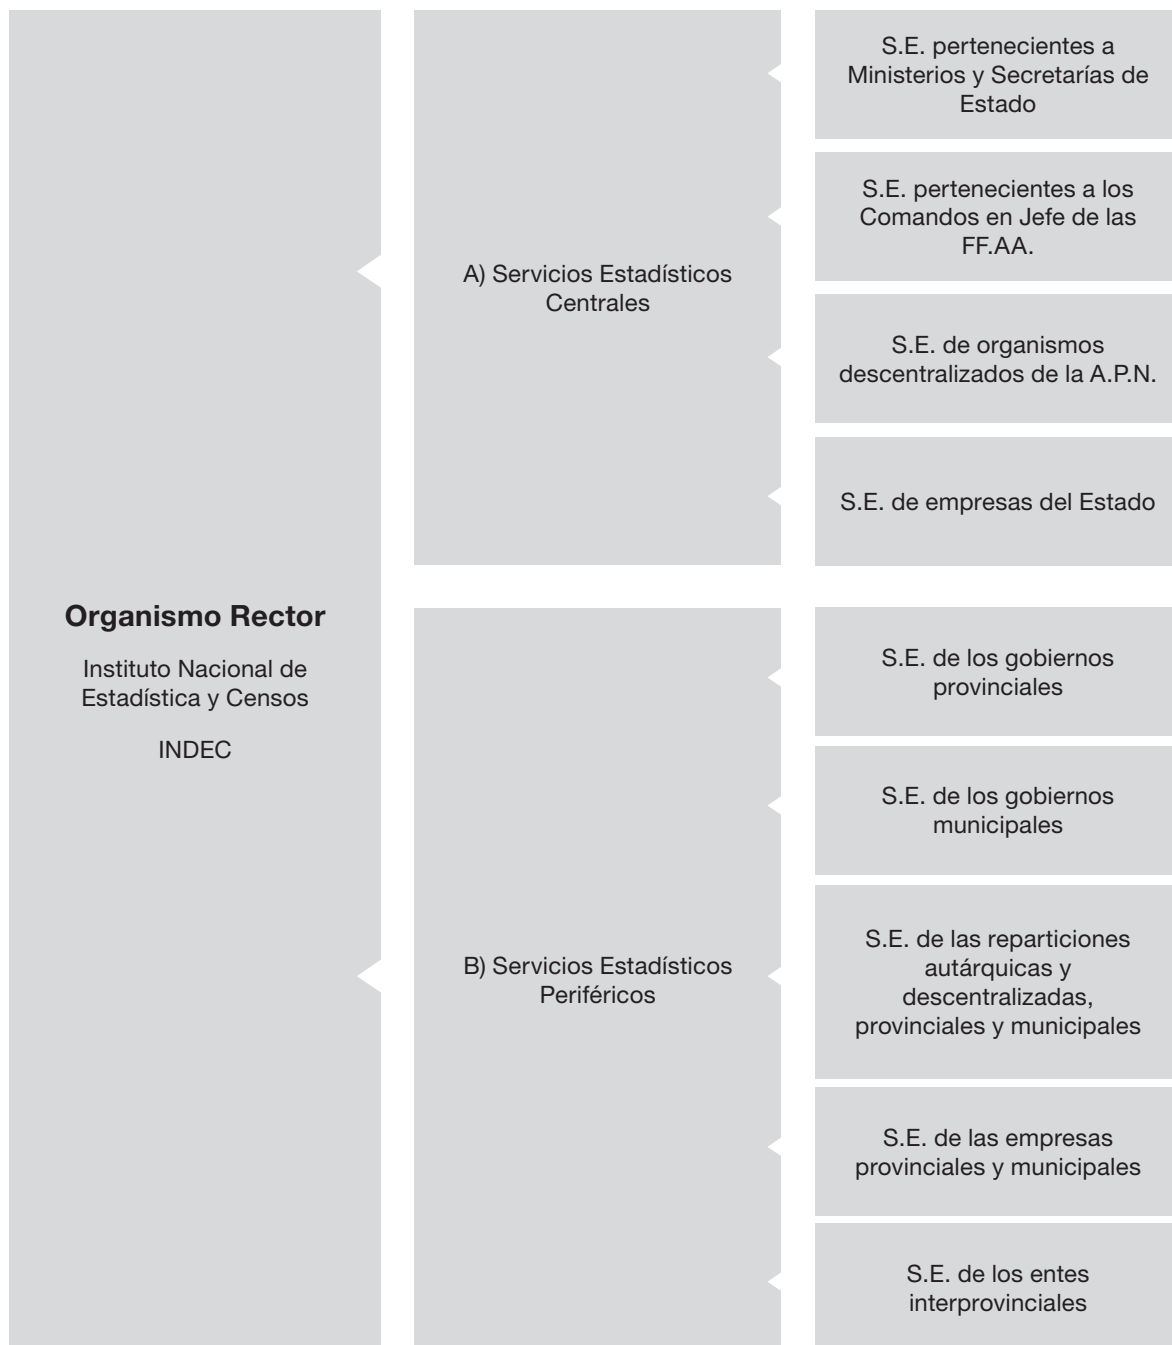 Organismo Rector
Instituto Nacional de
Estadística y Censos
INDEC
A) Servicios Estadísticos
Centrales
S.E. pertenecientes a
Ministerios y Secretarías de
Estado
S.E. pertenecientes a los
Comandos en Jefe de las
FF.AA.
S.E. de organismos
descentralizados de la A.P.N.
S.E. de empresas del Estado
B) Servicios Estadísticos
Periféricos
S.E. de los gobiernos
provinciales
S.E. de los gobiernos
municipales
S.E. de las reparticiones
autárquicas y
descentralizadas,
provinciales y municipales
S.E. de las empresas
provinciales y municipales
S.E. de los entes
interprovinciales